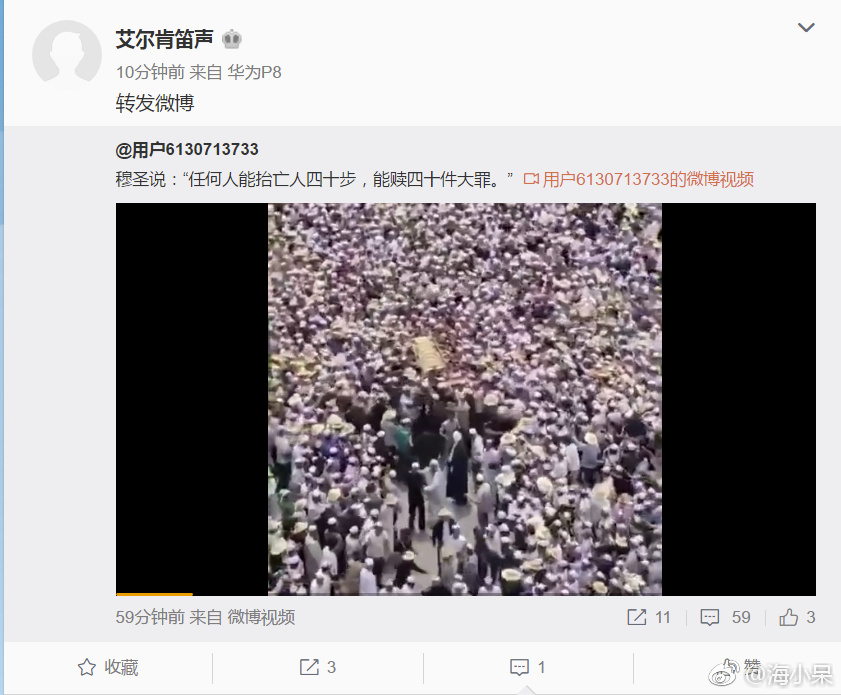 艾尔肯笛声
10分钟前 来自 华为P8
转发微博
@用户6130713733
穆圣说：“任何人能抬亡人四十步，能赎四十件大罪。” 用户6130713733的微博视频
59分钟前 来自 微博视频 11 59 3
收藏 3 1 赞
@海小呆